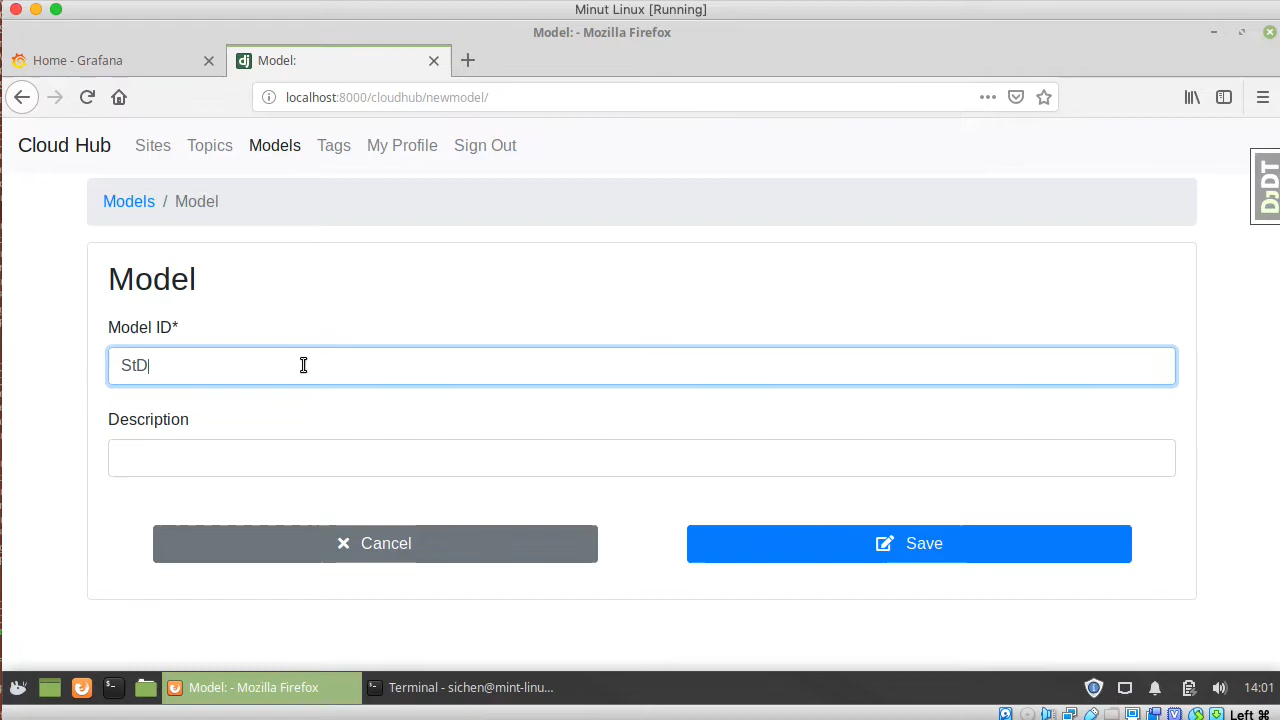 Minut Linux [Running]
Model: - Mozilla Firefox
Home - Grafana
dj Model:
localhost:8000/cloudhub/newmodel/
Cloud Hub Sites Topics Models Tags My Profile Sign Out
DjDT
Models / Model
Model
Model ID*
StD
Description
Cancel Save
Model: - Mozilla Firefox Terminal - sichen@mint-linu... 14:01
Left ⌘